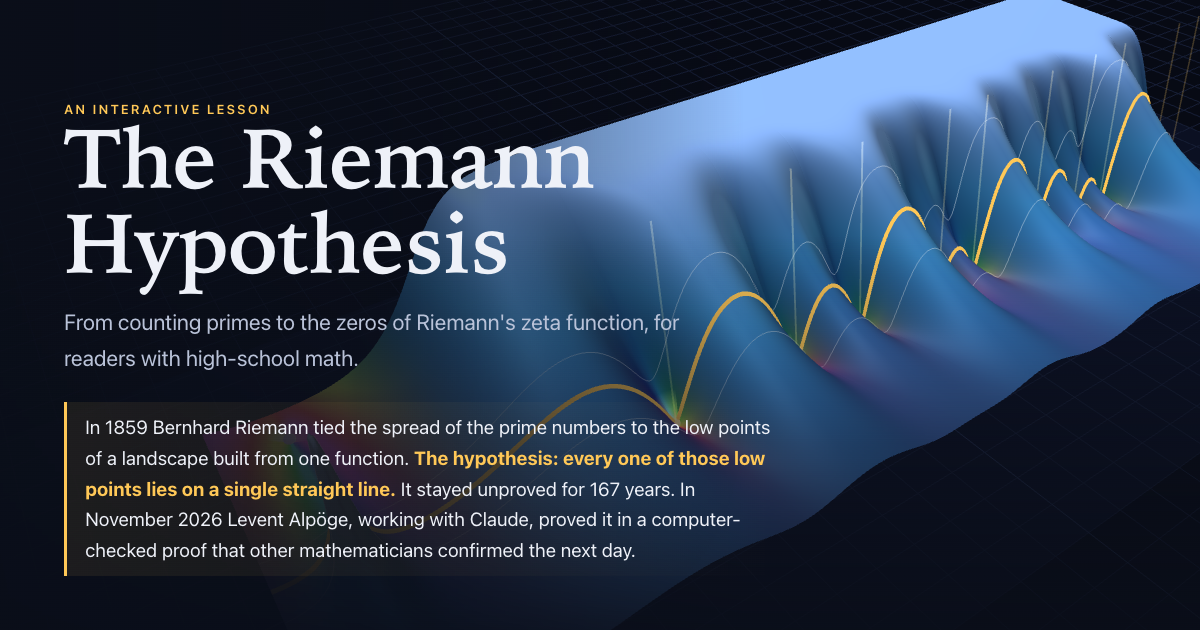 AN INTERACTIVE LESSON
The Riemann
Hypothesis
From counting primes to the zeros of Riemann's zeta function, for
readers with high-school math.
In 1859 Bernhard Riemann tied the spread of the prime numbers to the low points
of a landscape built from one function. The hypothesis: every one of those low
points lies on a single straight line. It stayed unproved for 167 years. In
November 2026 Levent Alpöge, working with Claude, proved it in a computer-
checked proof that other mathematicians confirmed the next day.